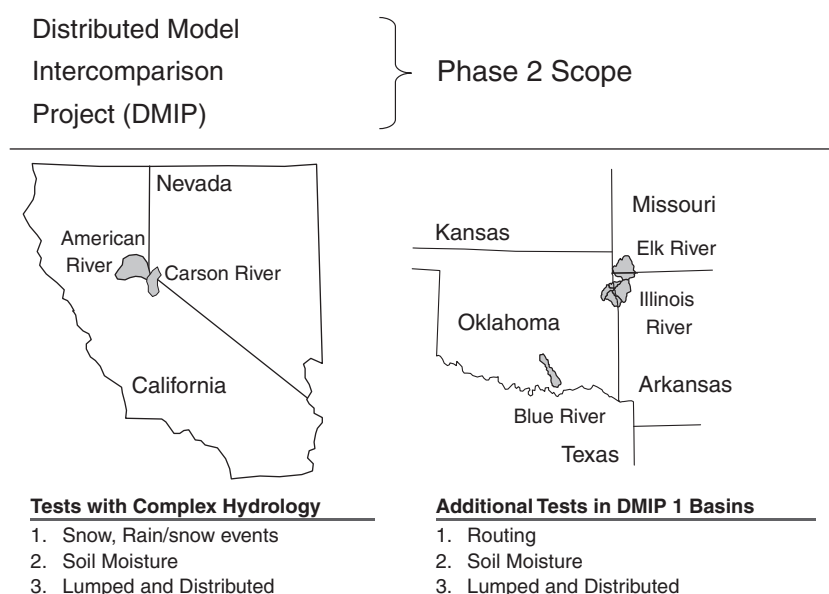 Distributed Model
Intercomparison
Project (DMIP)
Phase 2 Scope
Nevada
American
River
Carson River
California
Missouri
Kansas
Elk River
Illinois
River
Oklahoma
Arkansas
Blue River
Texas
Tests with Complex Hydrology
1. Snow, Rain/snow events
2. Soil Moisture
3. Lumped and Distributed
Additional Tests in DMIP 1 Basins
1. Routing
2. Soil Moisture
3. Lumped and Distributed